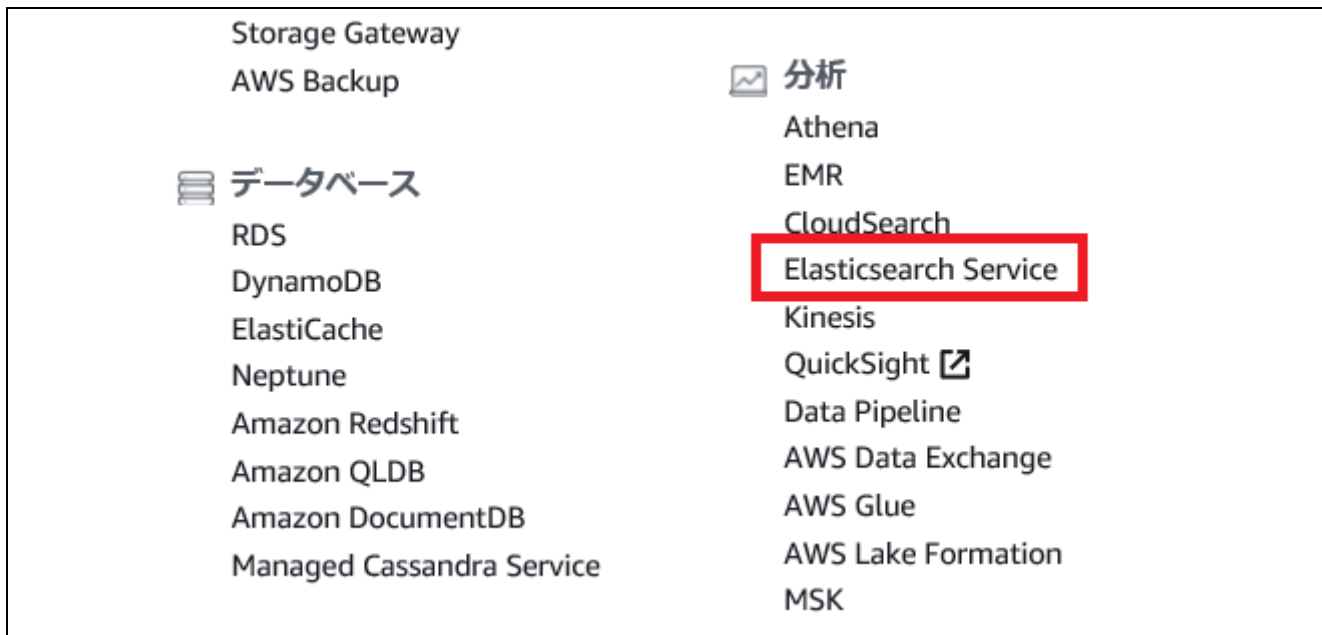 Storage Gateway
AWS Backup
データベース
RDS
DynamoDB
ElastiCache
Neptune
Amazon Redshift
Amazon QLDB
Amazon DocumentDB
Managed Cassandra Service
分析
Athena
EMR
CloudSearch
Elasticsearch Service
Kinesis
QuickSight
Data Pipeline
AWS Data Exchange
AWS Glue
AWS Lake Formation
MSK